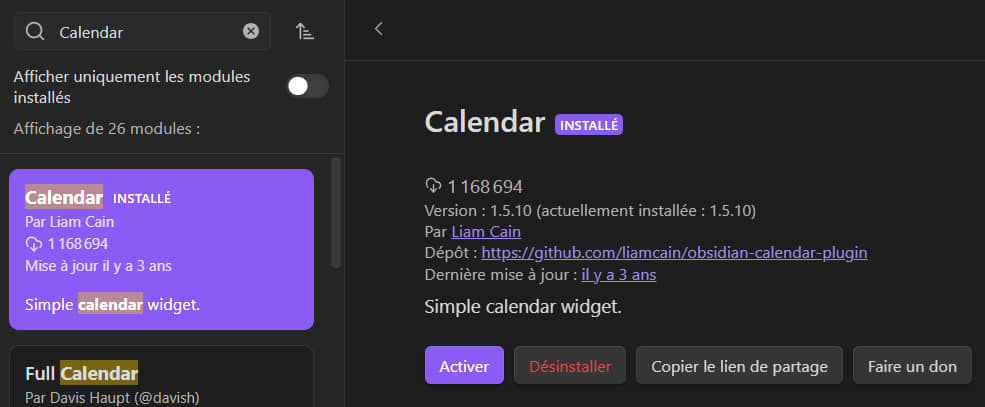 Calendar
Afficher uniquement les modules
installés
Affichage de 26 modules :
Calendar INSTALLÉ
Par Liam Cain
1 168 694
Mise à jour il y a 3 ans
Simple calendar widget.
Full Calendar
Par Davis Haupt (@davish)
Calendar INSTALLÉ
1 168 694
Version : 1.5.10 (actuellement installée : 1.5.10)
Par Liam Cain
Dépôt : https://github.com/liamcain/obsidian-calendar-plugin
Dernière mise à jour : il y a 3 ans
Simple calendar widget.
Activer
Désinstaller
Copier le lien de partage
Faire un don